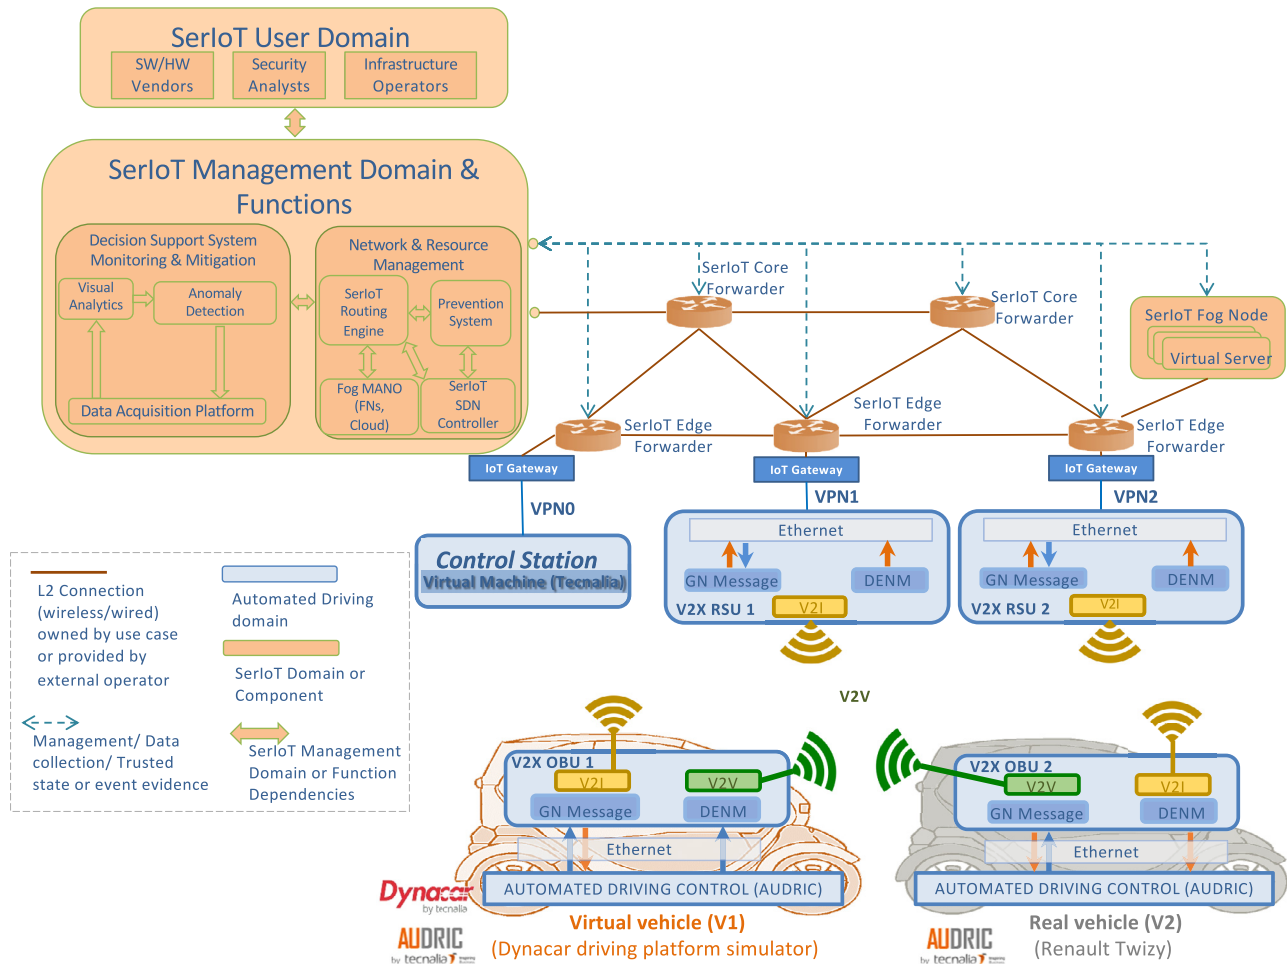 SerIoT User Domain
SW/HW
Vendors
Security
Analysts
Infrastructure
Operators
SerIoT Management Domain &
Functions
Decision Support System
Monitoring & Mitigation
Visual
Analytics
Anomaly
Detection
Data Acquisition Platform
Network & Resource
Management
SerIoT
Routing
Engine
Prevention
System
Fog MANO
(FNs,
Cloud)
SerIoT
SDN
Controller
SerIoT Core
Forwarder
SerIoT Core
Forwarder
SerIoT Fog Node
Virtual Server
SerIoT Edge
Forwarder
SerIoT Edge
Forwarder
SerIoT Edge
Forwarder
IoT Gateway
IoT Gateway
IoT Gateway
VPN0
VPN1
VPN2
Control Station
Virtual Machine (Tecnalia)
Ethernet
GN Message
DENM
V2X RSU 1
V2I
Ethernet
GN Message
DENM
V2X RSU 2
V2I
L2 Connection
(wireless/wired)
owned by use case
or provided by
external operator
Automated Driving
domain
SerIoT Domain or
Component
Management/ Data
collection/ Trusted
state or event evidence
SerIoT Management
Domain or Function
Dependencies
V2V
V2X OBU 1
V2I
V2V
GN Message
DENM
Ethernet
AUTOMATED DRIVING CONTROL (AUDRIC)
Dynacar
by tecnalia
Virtual vehicle (V1)
(Dynacar driving platform simulator)
AUDRIC
by tecnalia
V2X OBU 2
V2V
V2I
GN Message
DENM
Ethernet
AUTOMATED DRIVING CONTROL (AUDRIC)
Real vehicle (V2)
(Renault Twizy)
AUDRIC
by tecnalia